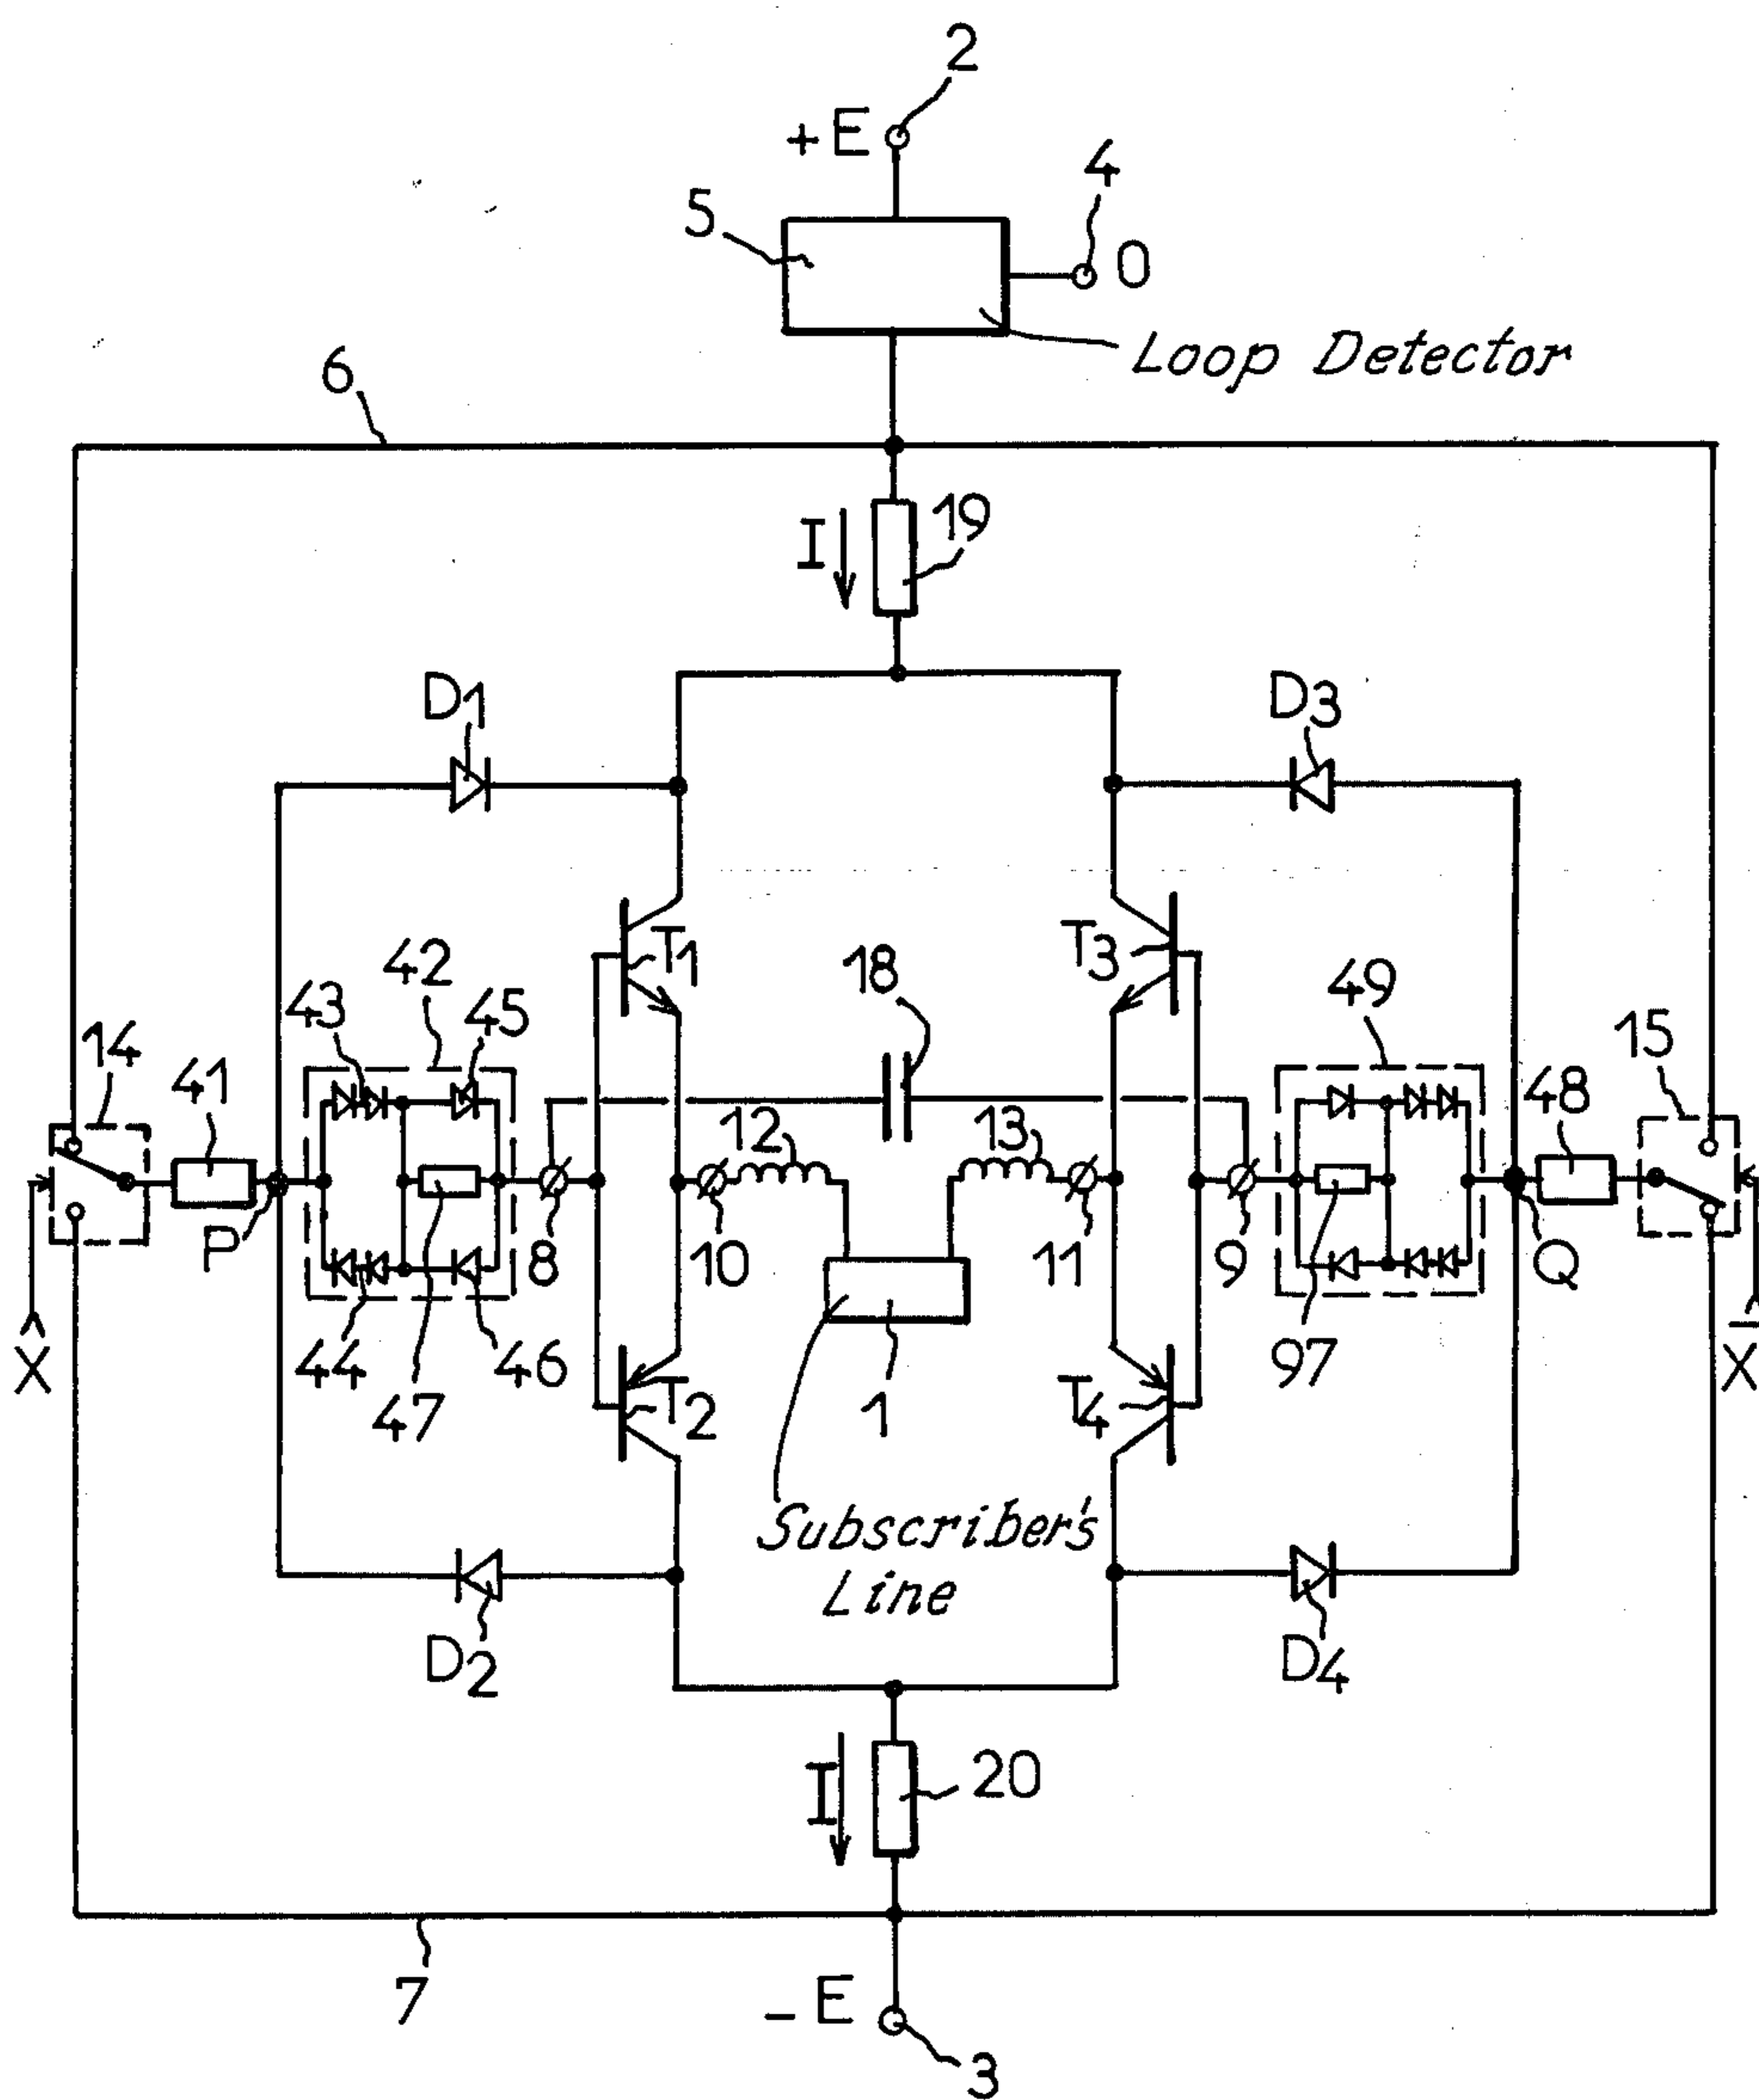 2
+E
4
5
O
Loop Detector
6
19
I
D1
D3
T1
T3
42
18
49
43
45
14
15
41
48
12
13
P
8
10
11
9
Q
X
44
46
97
X̅
47
T2
1
T4
Subscriber's
Line
D2
D4
I
20
7
- E
3